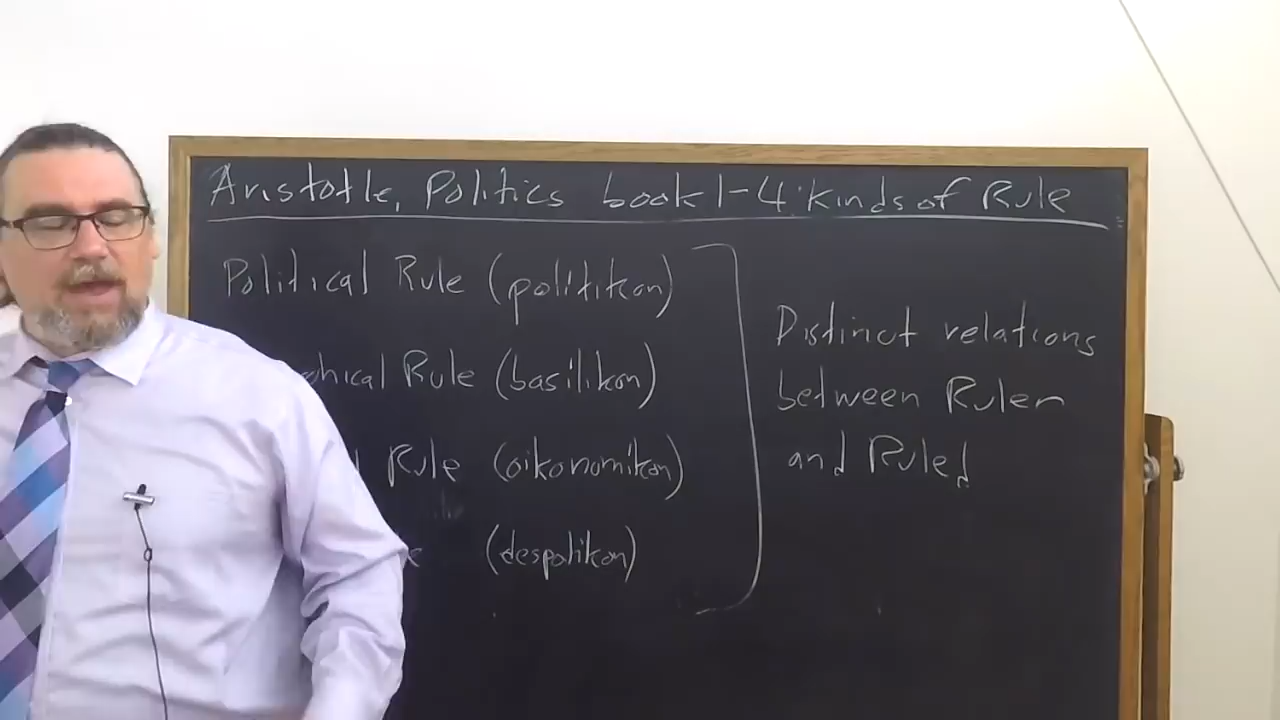 Aristotle, Politics book 1-4 kinds of Rule
Political Rule (politikon)
Rule (basilikon)
Rule (oikonomikon)
(despotikon)
Distinct relations
between Ruler
and Ruled